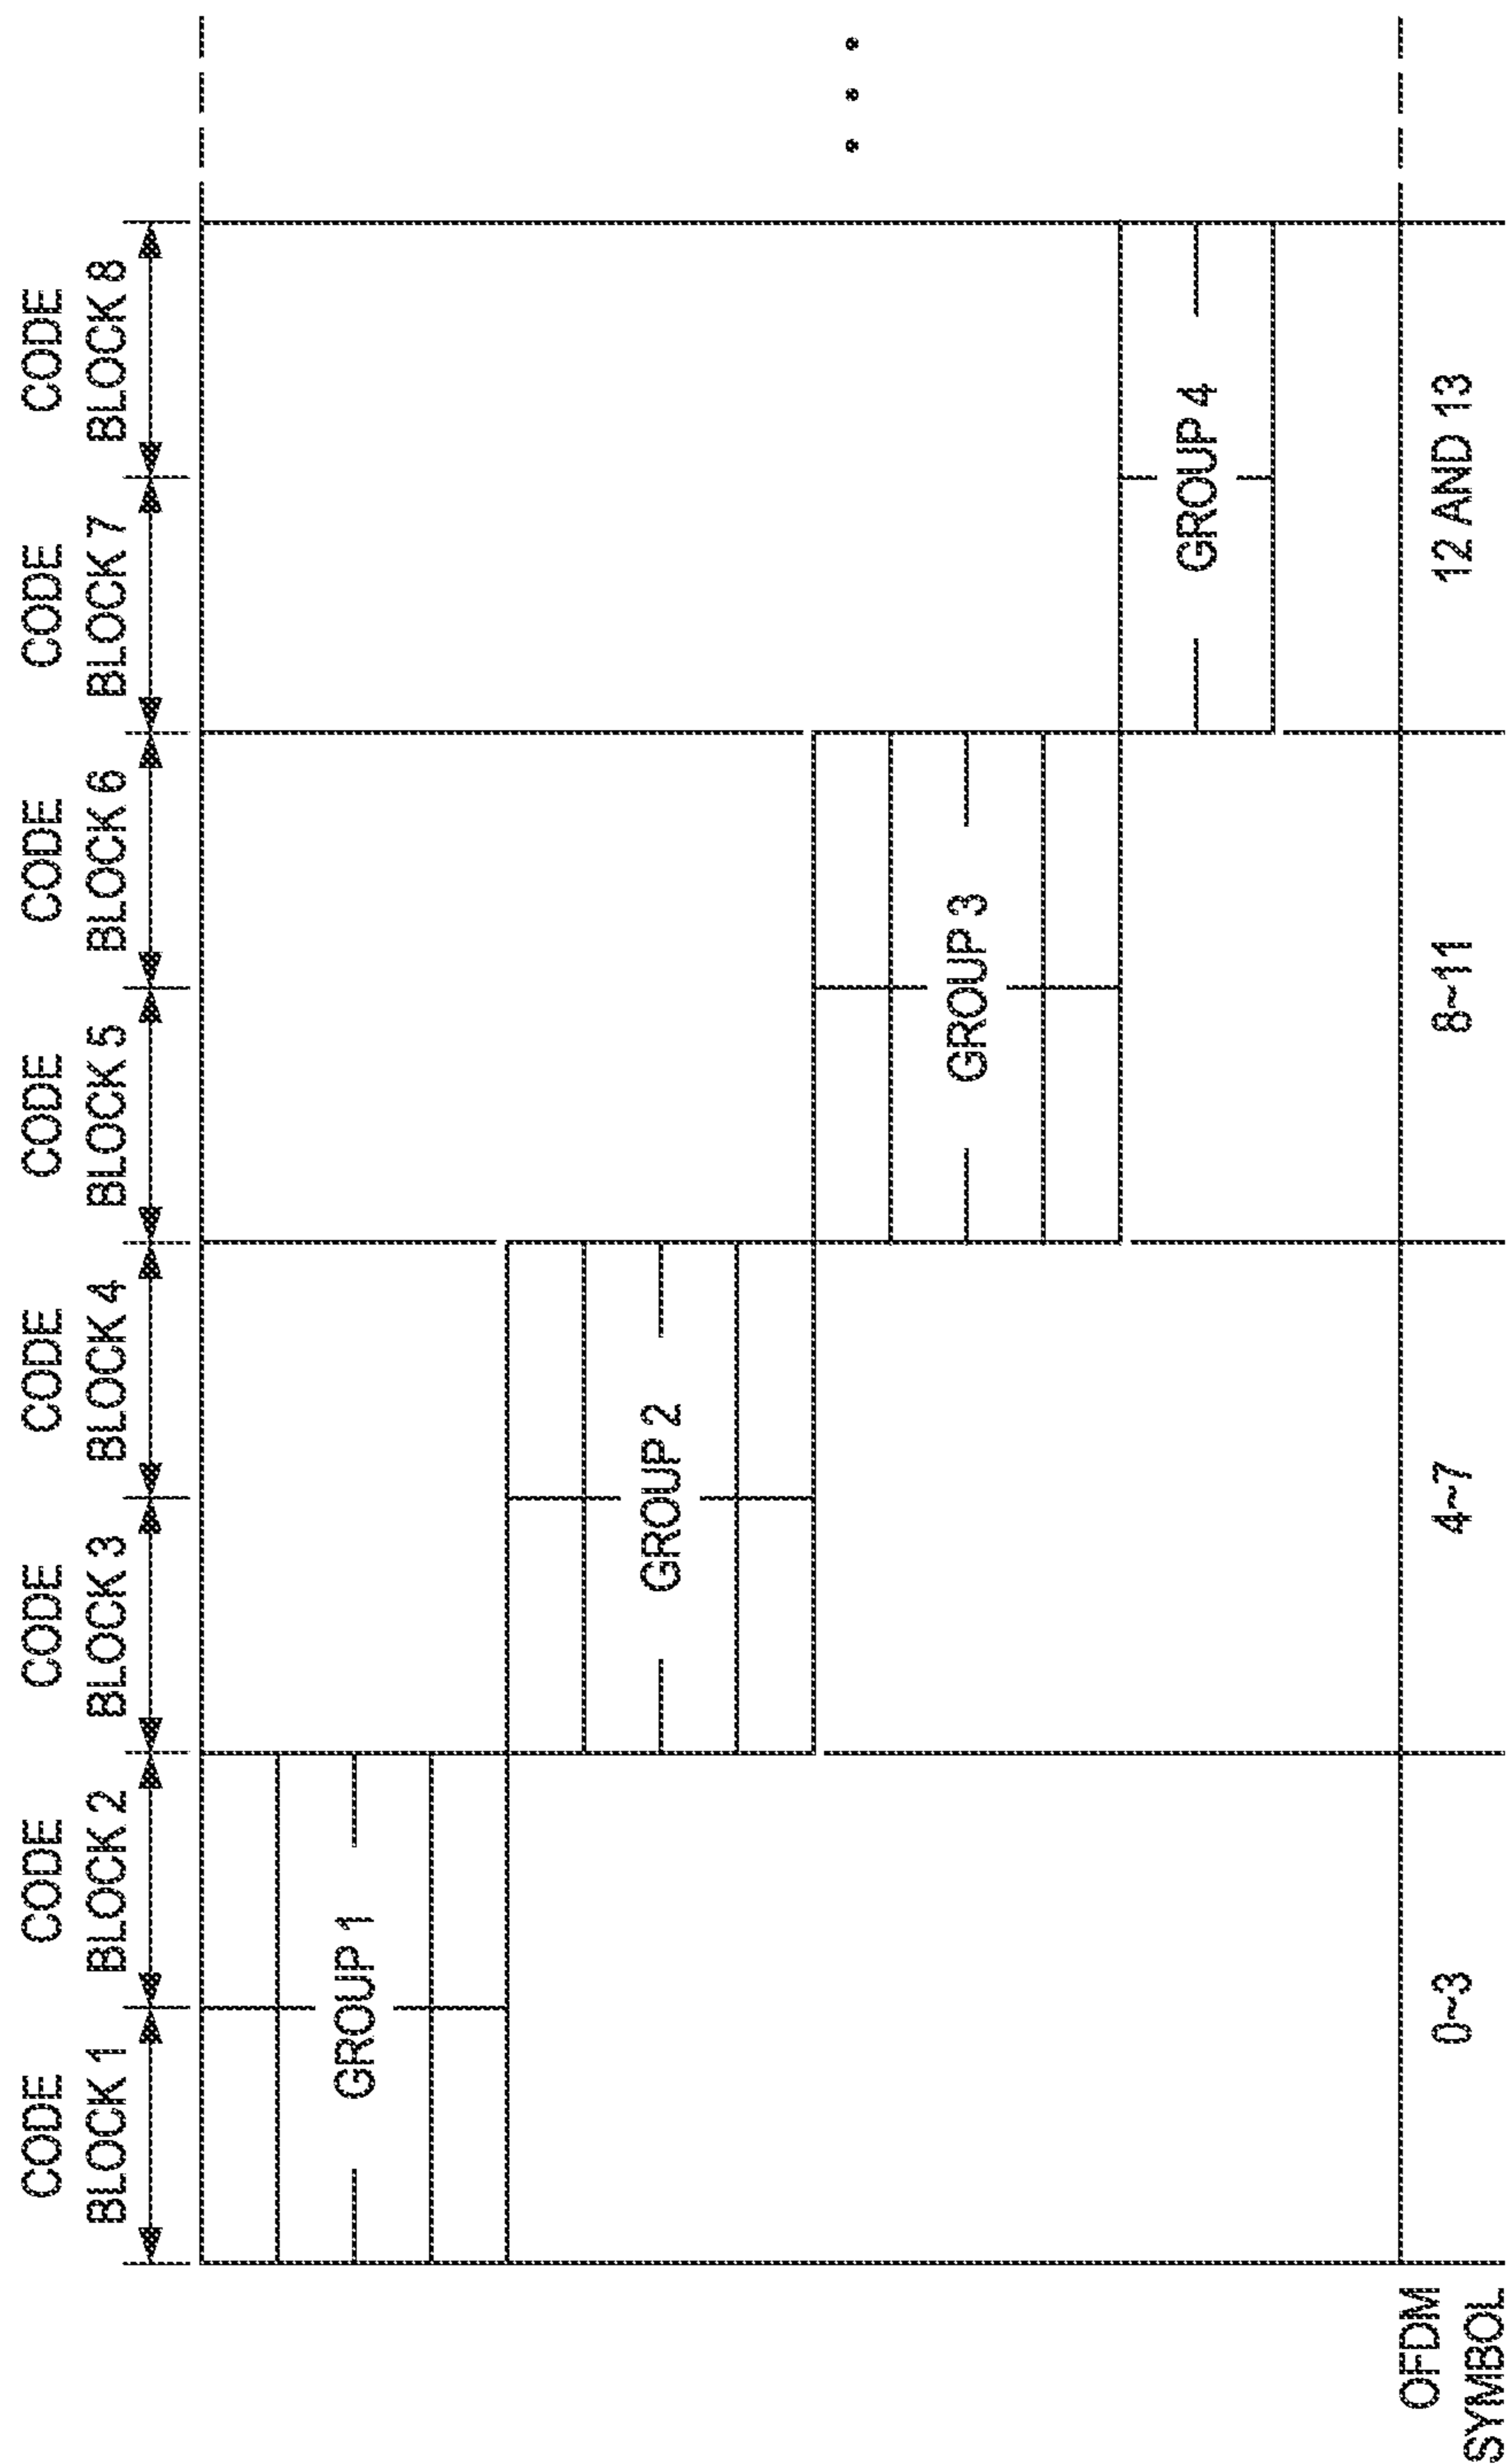 CODE
BLOCK 1
CODE
BLOCK 2
CODE
BLOCK 3
CODE
BLOCK 4
CODE
BLOCK 5
CODE
BLOCK 6
CODE
BLOCK 7
CODE
BLOCK 8
GROUP 1
GROUP 2
GROUP 3
GROUP 4
OFDM
SYMBOL
0~3
4~7
8~11
12 AND 13